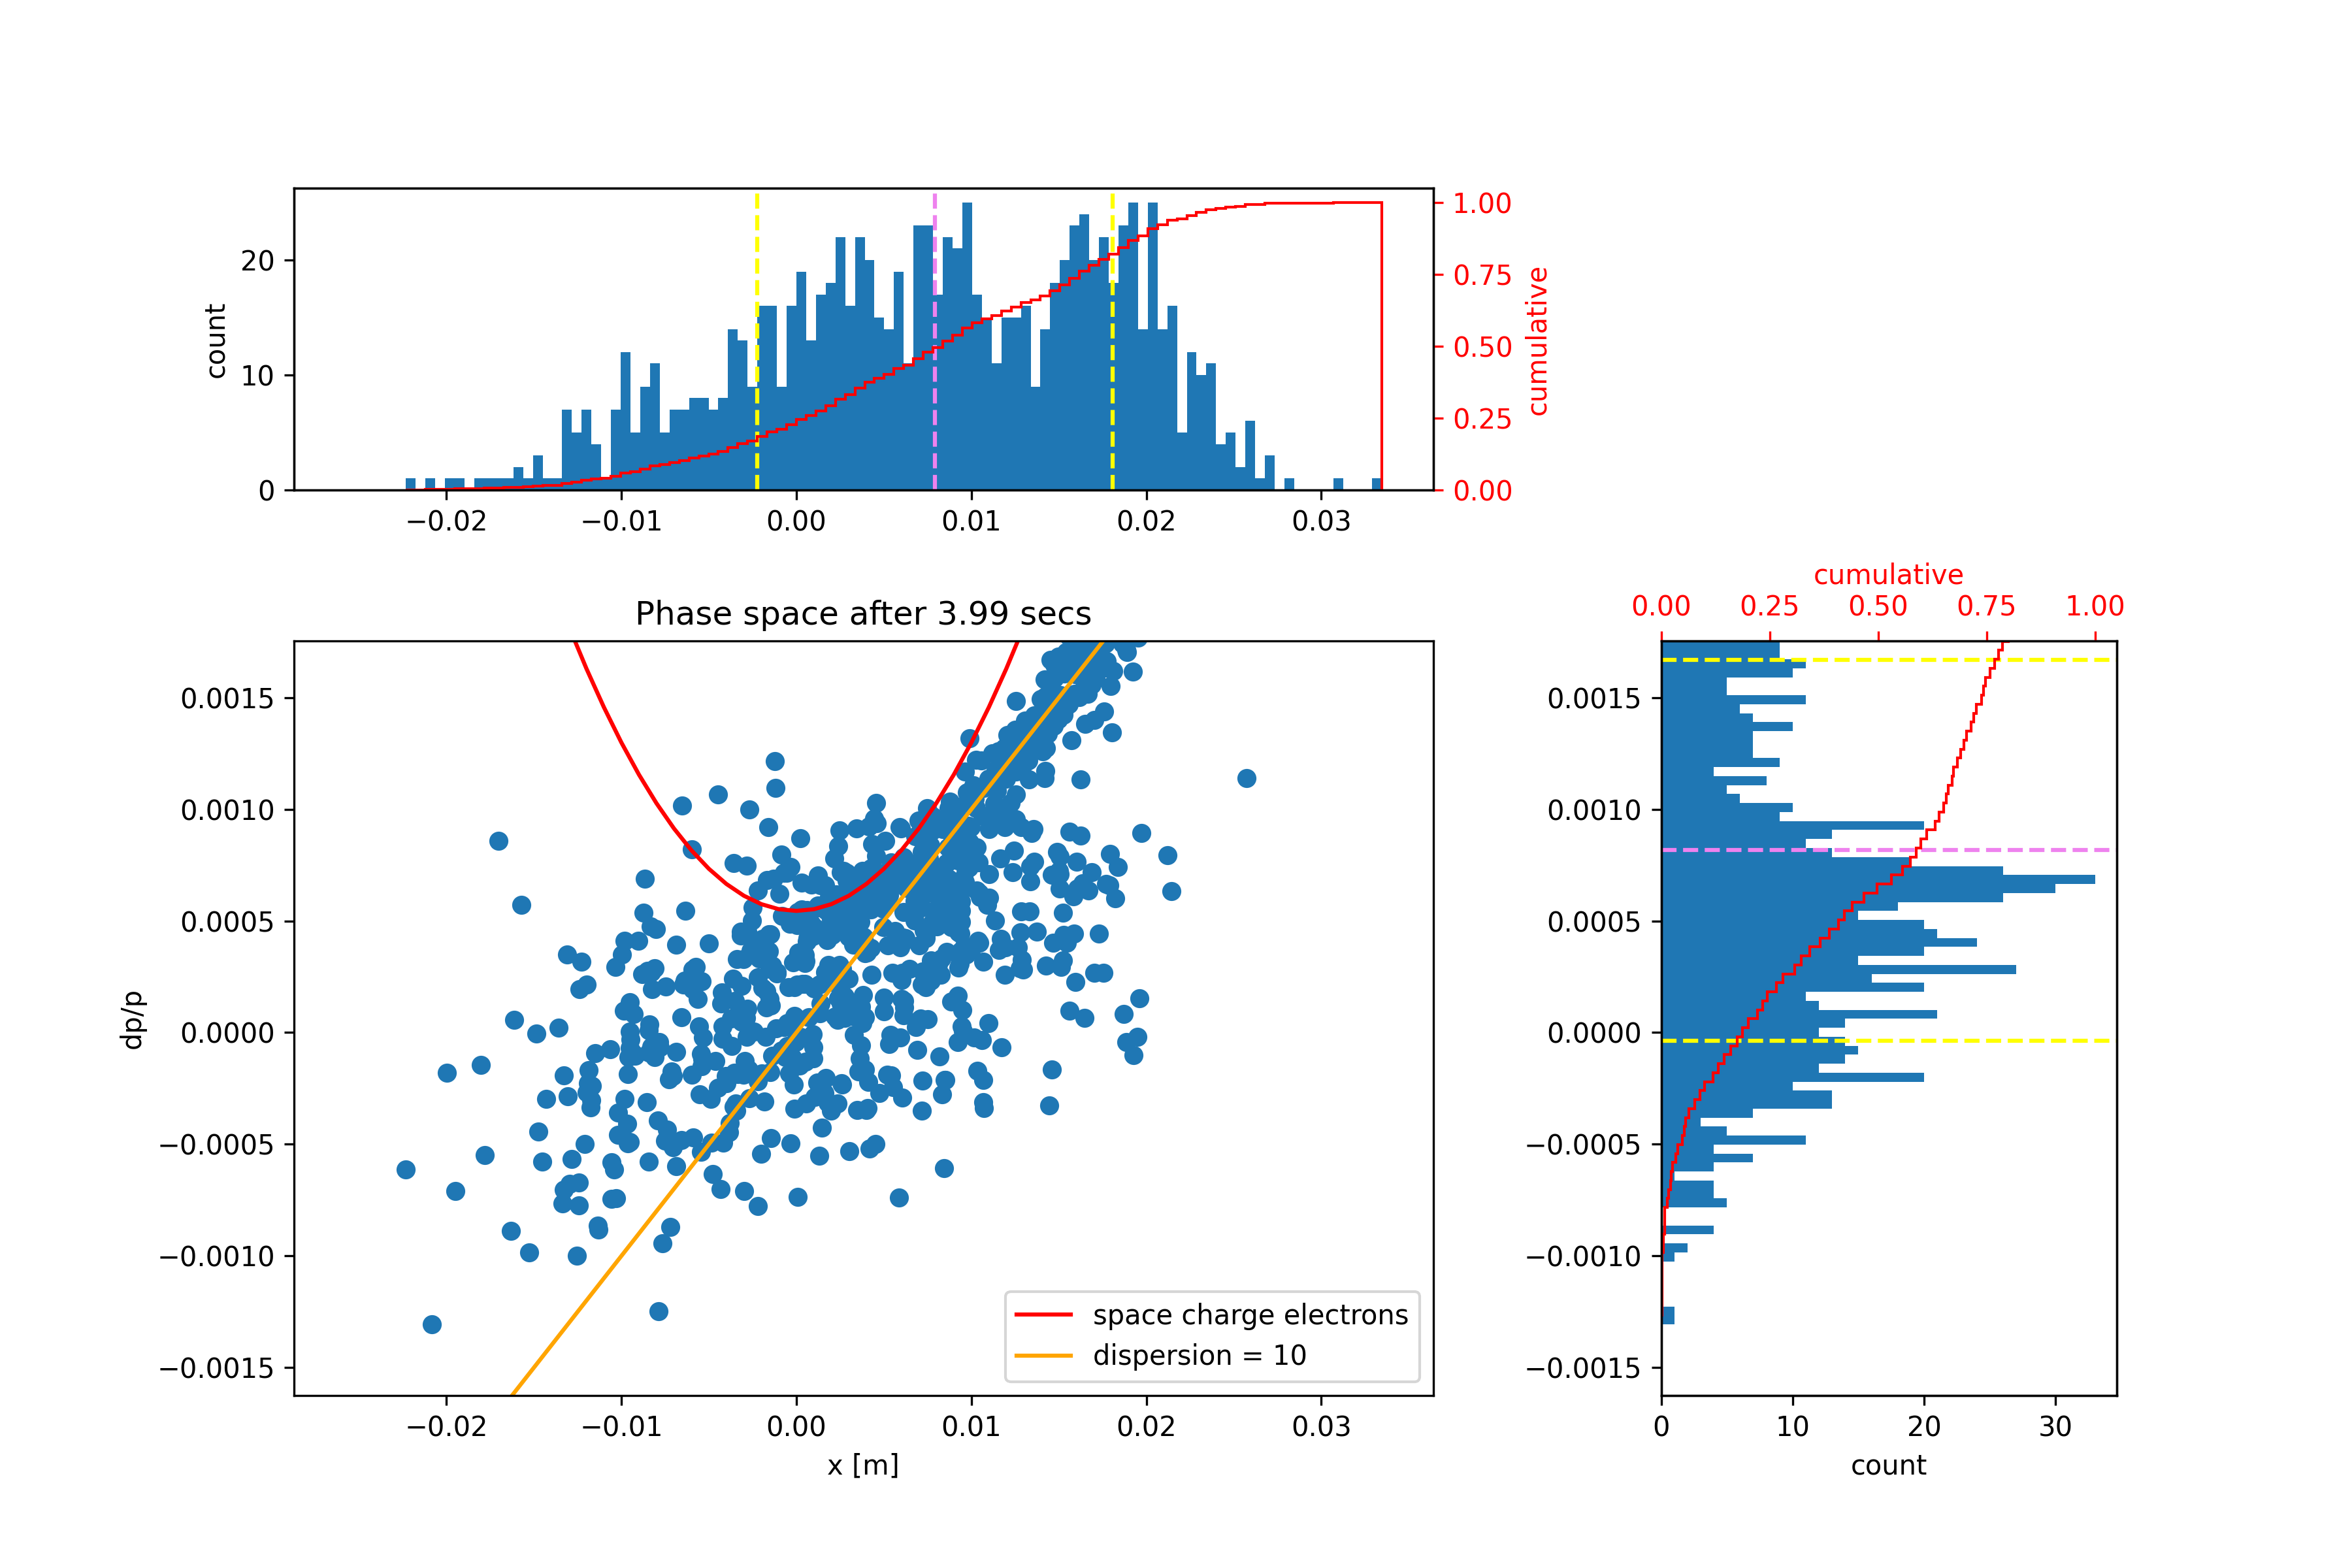 1.00
20
0.75
count
cumulative
10
0.50
0.25
0
0.00
−0.02 −0.01 0.00 0.01 0.02 0.03
Phase space after 3.99 secs
0.0015
0.0010
0.0005
dp/p
0.0000
−0.0005
−0.0010
−0.0015
space charge electrons
dispersion = 10
−0.02 −0.01 0.00 0.01 0.02 0.03
x [m]
cumulative
0.00 0.25 0.50 0.75 1.00
0.0015
0.0010
0.0005
0.0000
−0.0005
−0.0010
−0.0015
0 10 20 30
count